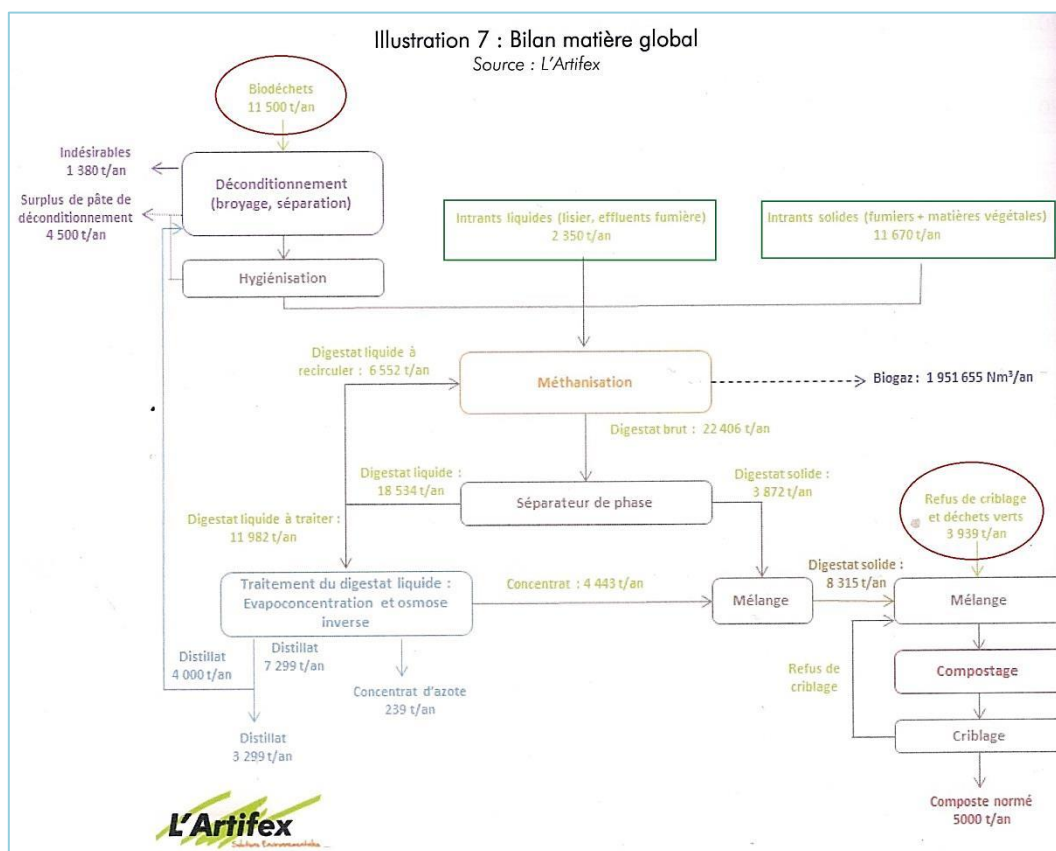 Illustration 7 : Bilan matière global
Source : L'Artifex
Biodéchets
11 500 t/an
Indésirables
1 380 t/an
Déconditionnement
(broyage, séparation)
Surplus de pâte de
déconditionnement
4 500 t/an
Intrants liquides (lisier, effluents fumière)
2 350 t/an
Intrants solides (fumiers + matières végétales)
11 670 t/an
Hygiénisation
Digestat liquide à
recirculer : 6 552 t/an
Méthanisation
Biogaz : 1 951 655 Nm³/an
Digestat brut : 22 406 t/an
Digestat liquide :
18 534 t/an
Séparateur de phase
Digestat solide :
3 872 t/an
Refus de criblage
et déchets verts
3 939 t/an
Digestat liquide à traiter :
11 982 t/an
Digestat solide :
8 315 t/an
Traitement du digestat liquide :
Evapoconcentration et osmose
inverse
Concentrat : 4 443 t/an
Mélange
Mélange
Distillat
4 000 t/an
Distillat
7 299 t/an
Concentrat d'azote
239 t/an
Refus de
criblage
Compostage
Criblage
Distillat
3 299 t/an
Composte normé
5000 t/an
L'Artifex
Solutions Environnementales